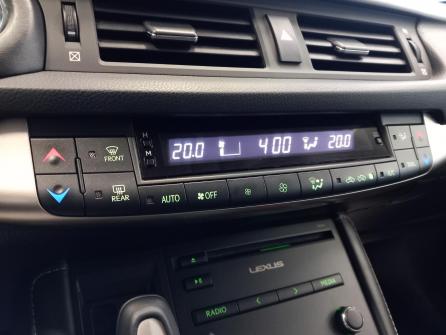 H
M
20.0 4:00 20.0
FRONT
REAR AUTO OFF
LEXUS
RADIO MEDIA